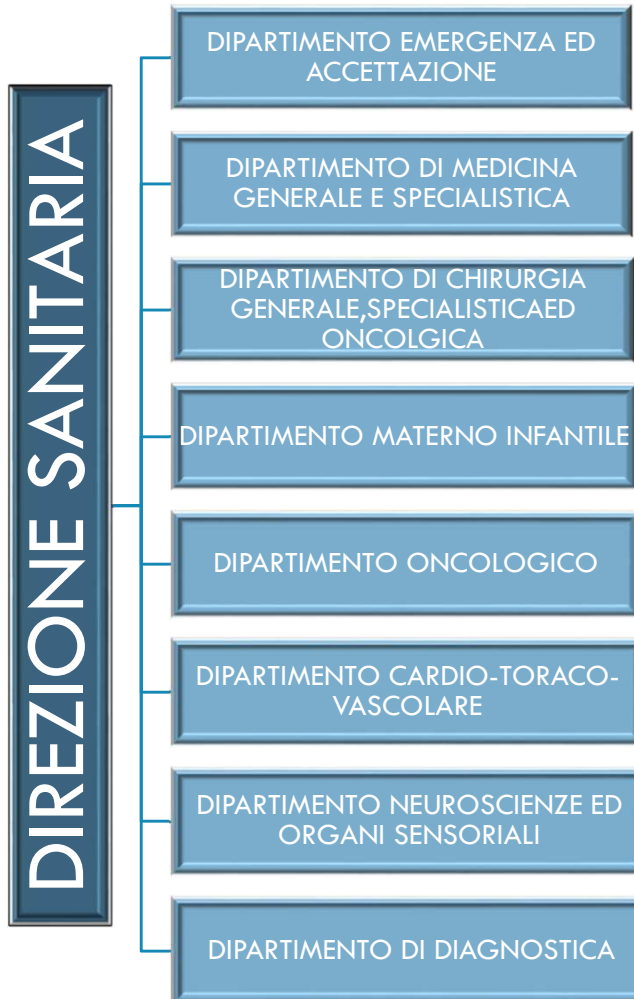 DIREZIONE SANITARIA
DIPARTIMENTO EMERGENZA ED
ACCETTAZIONE
DIPARTIMENTO DI MEDICINA
GENERALE E SPECIALISTICA
DIPARTIMENTO DI CHIRURGIA
GENERALE,SPECIALISTICAED
ONCOLGICA
DIPARTIMENTO MATERNO INFANTILE
DIPARTIMENTO ONCOLOGICO
DIPARTIMENTO CARDIO-TORACO-
VASCOLARE
DIPARTIMENTO NEUROSCIENZE ED
ORGANI SENSORIALI
DIPARTIMENTO DI DIAGNOSTICA